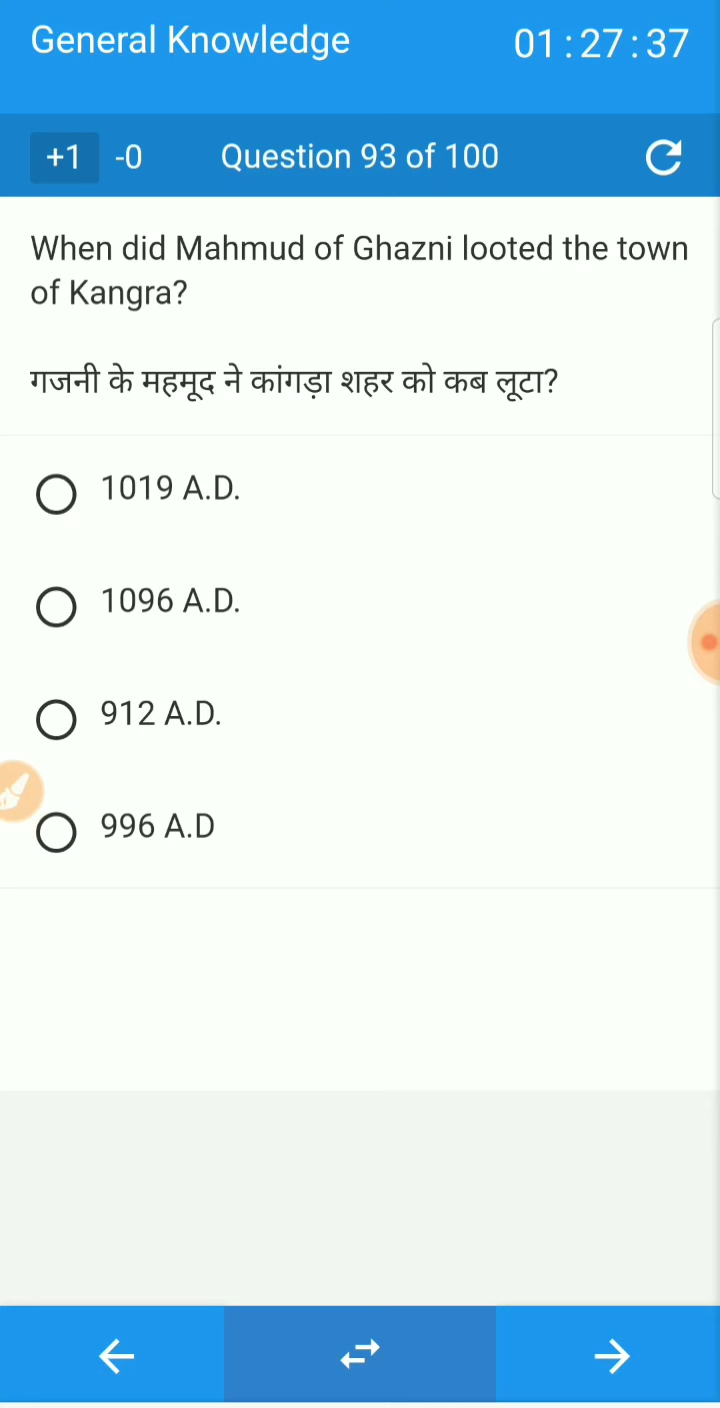 General Knowledge
01:27:37
+1 -0 Question 93 of 100
When did Mahmud of Ghazni looted the town
of Kangra?
गजनी के महमूद ने कांगड़ा शहर को कब लूटा?
1019 A.D.
1096 A.D.
912 A.D.
996 A.D